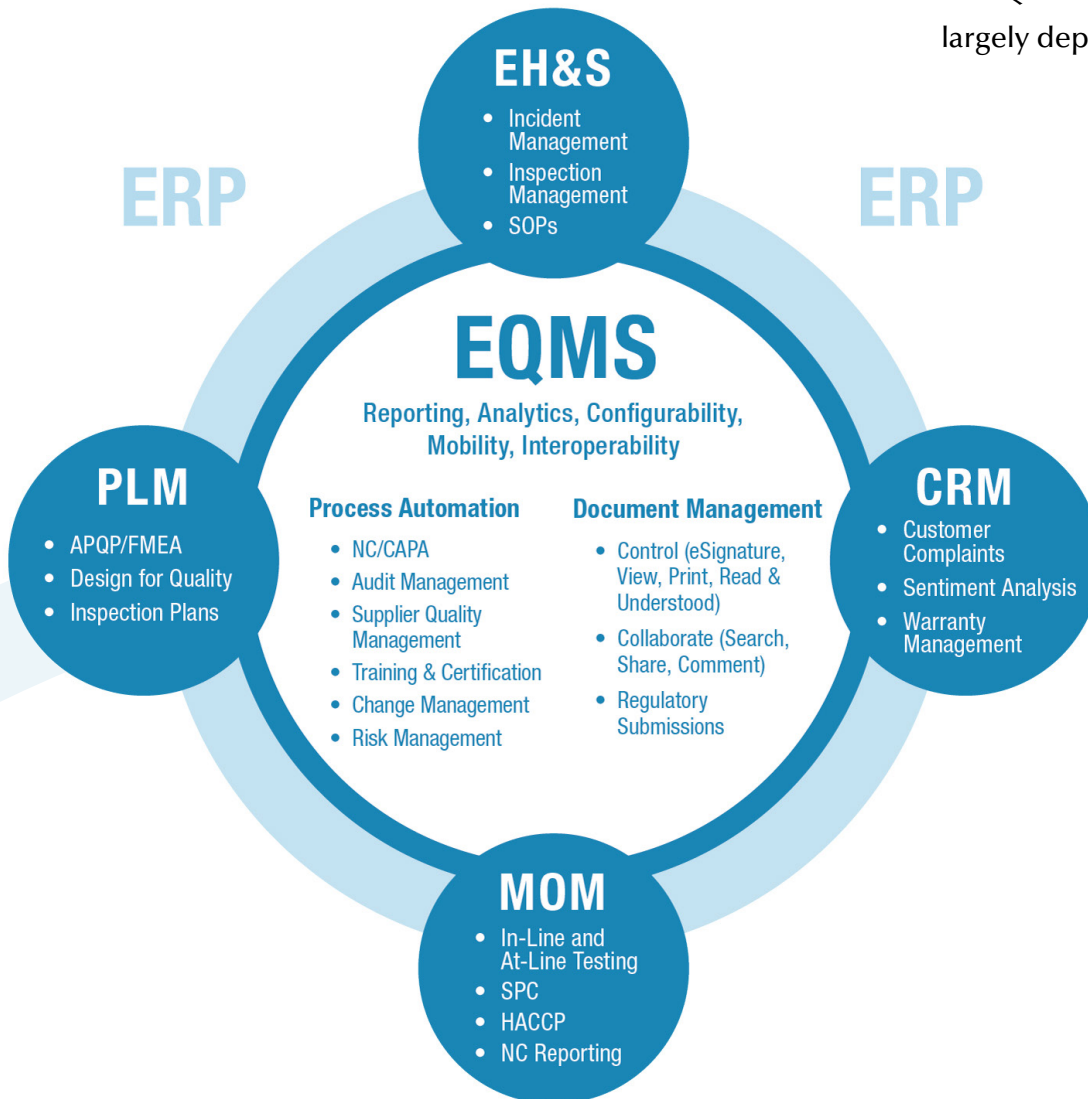 largely dep
EH&S
• Incident
Management
• Inspection
Management
• SOPs
ERP
ERP
EQMS
Reporting, Analytics, Configurability,
Mobility, Interoperability
PLM
• APQP/FMEA
• Design for Quality
• Inspection Plans
Process Automation
• NC/CAPA
• Audit Management
• Supplier Quality
Management
• Training & Certification
• Change Management
• Risk Management
Document Management
• Control (eSignature,
View, Print, Read &
Understood)
• Collaborate (Search,
Share, Comment)
• Regulatory
Submissions
CRM
• Customer
Complaints
• Sentiment Analysis
• Warranty
Management
MOM
• In-Line and
At-Line Testing
• SPC
• HACCP
• NC Reporting